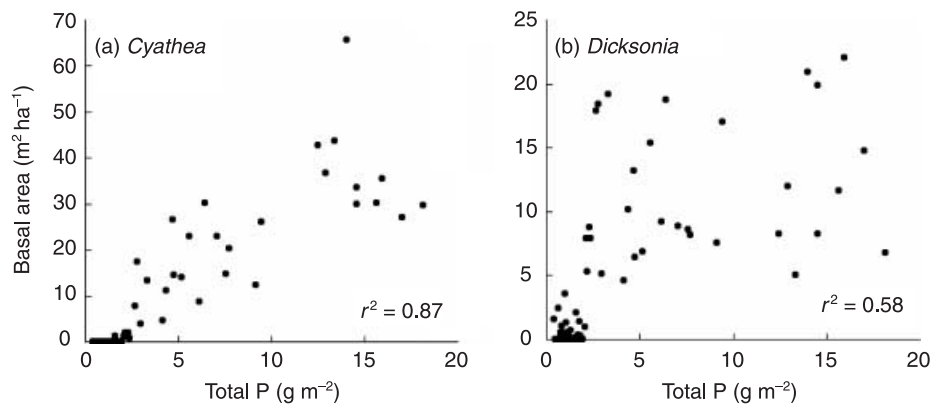 (a) Cyathea
Basal area (m² ha⁻¹)
70
60
50
40
30
20
10
0
r² = 0.87
0 5 10 15 20
Total P (g m⁻²)
(b) Dicksonia
25
20
15
10
5
0
r² = 0.58
0 5 10 15 20
Total P (g m⁻²)